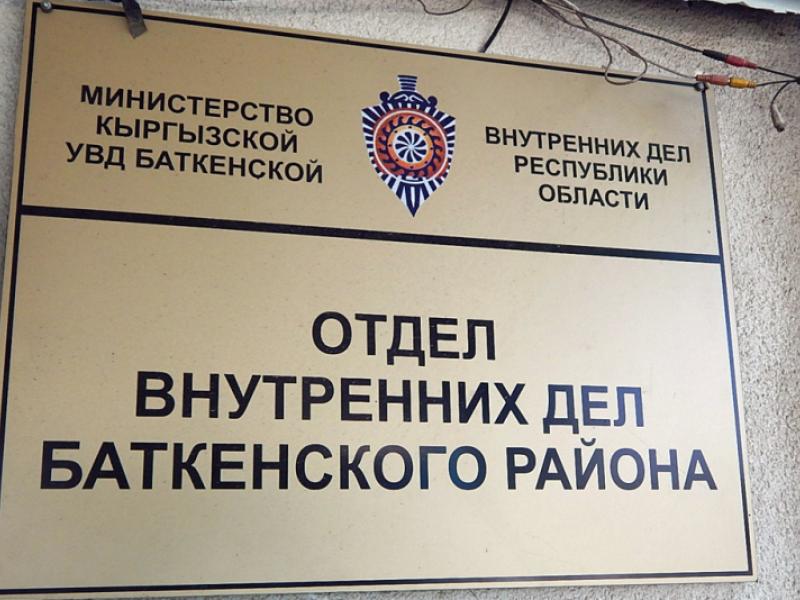 МИНИСТЕРСТВО ВНУТРЕННИХ ДЕЛ
КЫРГЫЗСКОЙ РЕСПУБЛИКИ
УВД БАТКЕНСКОЙ ОБЛАСТИ
ОТДЕЛ
ВНУТРЕННИХ ДЕЛ
БАТКЕНСКОГО РАЙОНА